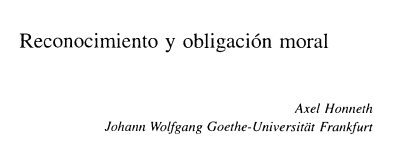 Reconocimiento y obligación moral
Axel Honneth
Johann Wolfgang Goethe-Universität Frankfurt